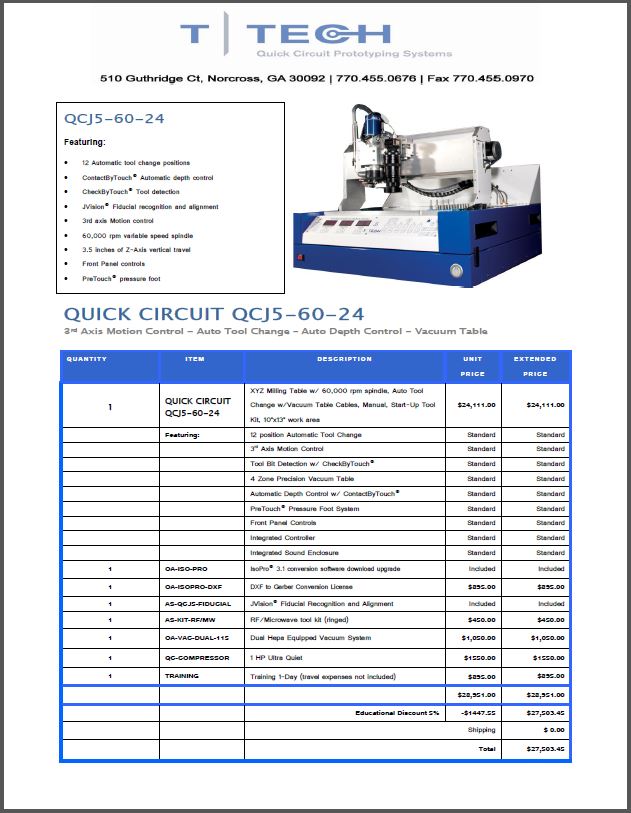 T TECH
Quick Circuit Prototyping Systems
510 Guthridge Ct, Norcross, GA 30092 | 770.455.0676 | Fax 770.455.0970
QCJ5-60-24
Featuring:
• 12 Automatic tool change positions
• ContactByTouch® Automatic depth control
• CheckByTouch® Tool detection
• JVision® Fiducial recognition and alignment
• 3rd axis Motion control
• 60,000 rpm variable speed spindle
• 3.5 inches of Z-Axis vertical travel
• Front Panel controls
• PreTouch® pressure foot
T TECH
QUICK CIRCUIT QCJ5-60-24
3rd Axis Motion Control – Auto Tool Change – Auto Depth Control – Vacuum Table
QUANTITY ITEM DESCRIPTION UNIT PRICE EXTENDED PRICE
1 QUICK CIRCUIT QCJ5-60-24 XYZ Milling Table w/ 60,000 rpm spindle, Auto Tool Change w/Vacuum Table Cables, Manual, Start-Up Tool Kit, 10"x13" work area $24,111.00 $24,111.00
Featuring: 12 position Automatic Tool Change Standard Standard
3rd Axis Motion Control Standard Standard
Tool Bit Detection w/ CheckByTouch® Standard Standard
4 Zone Precision Vacuum Table Standard Standard
Automatic Depth Control w/ ContactByTouch® Standard Standard
PreTouch® Pressure Foot System Standard Standard
Front Panel Controls Standard Standard
Integrated Controller Standard Standard
Integrated Sound Enclosure Standard Standard
1 OA-ISO-PRO IsoPro® 3.1 conversion software download upgrade Included Included
1 OA-ISOPRO-DXF DXF to Gerber Conversion License $895.00 $895.00
1 AS-QCJ5-FIDUCIAL JVision® Fiducial Recognition and Alignment Included Included
1 AS-KIT-RF/MW RF/Microwave tool kit (ringed) $450.00 $450.00
1 OA-VAC-DUAL-115 Dual Hepa Equipped Vacuum System $1,050.00 $1,050.00
1 QC-COMPRESSOR 1 HP Ultra Quiet $1550.00 $1550.00
1 TRAINING Training 1-Day (travel expenses not included) $895.00 $895.00
$28,951.00 $28,951.00
Educational Discount 5% -$1447.55 $27,503.45
Shipping $ 0.00
Total $27,503.45